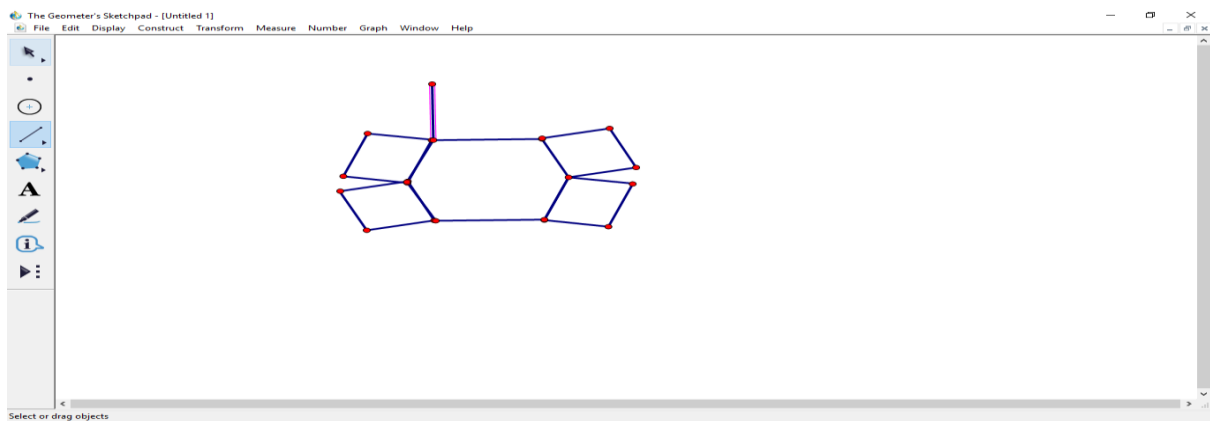 The Geometer's Sketchpad - [Untitled 1]
File Edit Display Construct Transform Measure Number Graph Window Help
A
i
Select or drag objects